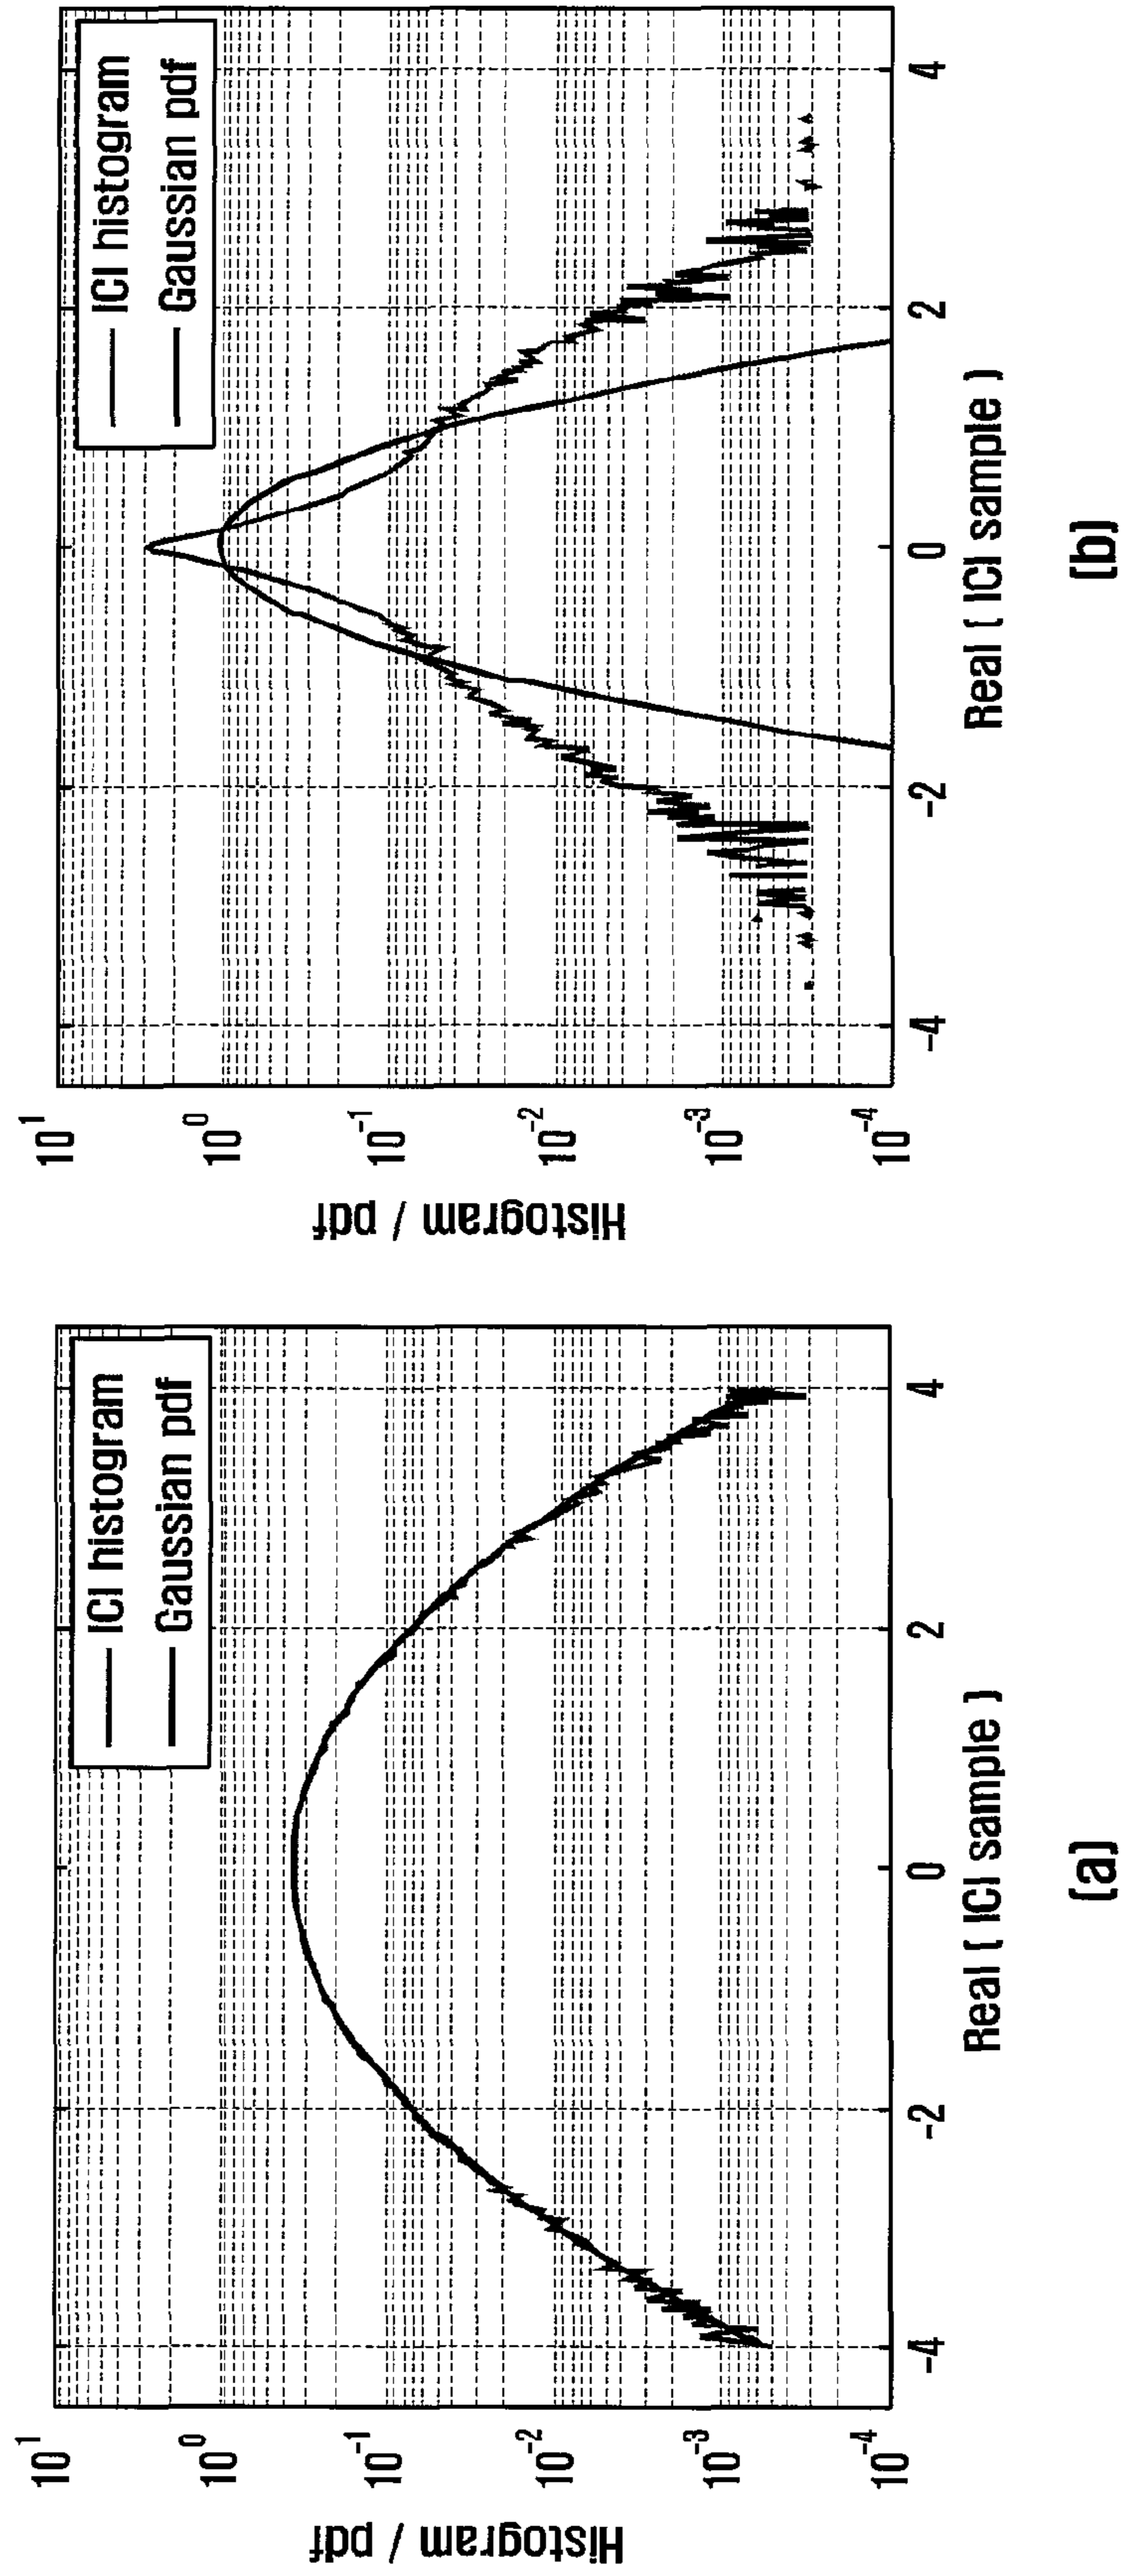 Histogram / pdf
10^1
10^0
10^-1
10^-2
10^-3
10^-4
ICI histogram
Gaussian pdf
-4
-2
0
2
4
Real ( ICI sample )
(a)
Histogram / pdf
10^1
10^0
10^-1
10^-2
10^-3
10^-4
ICI histogram
Gaussian pdf
-4
-2
0
2
4
Real ( ICI sample )
(b)